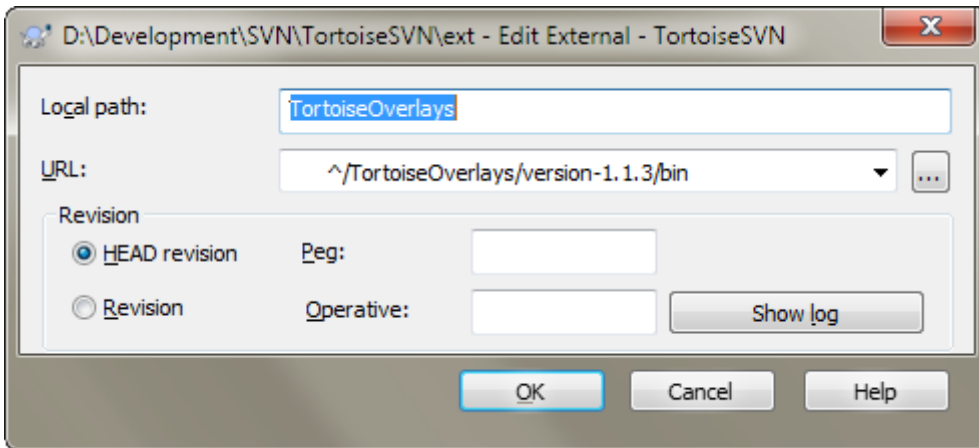 D:\Development\SVN\TortoiseSVN\ext - Edit External - TortoiseSVN
Local path: TortoiseOverlays
URL: ^/TortoiseOverlays/version-1.1.3/bin ...
Revision
HEAD revision Peg:
Revision Operative: Show log
OK Cancel Help